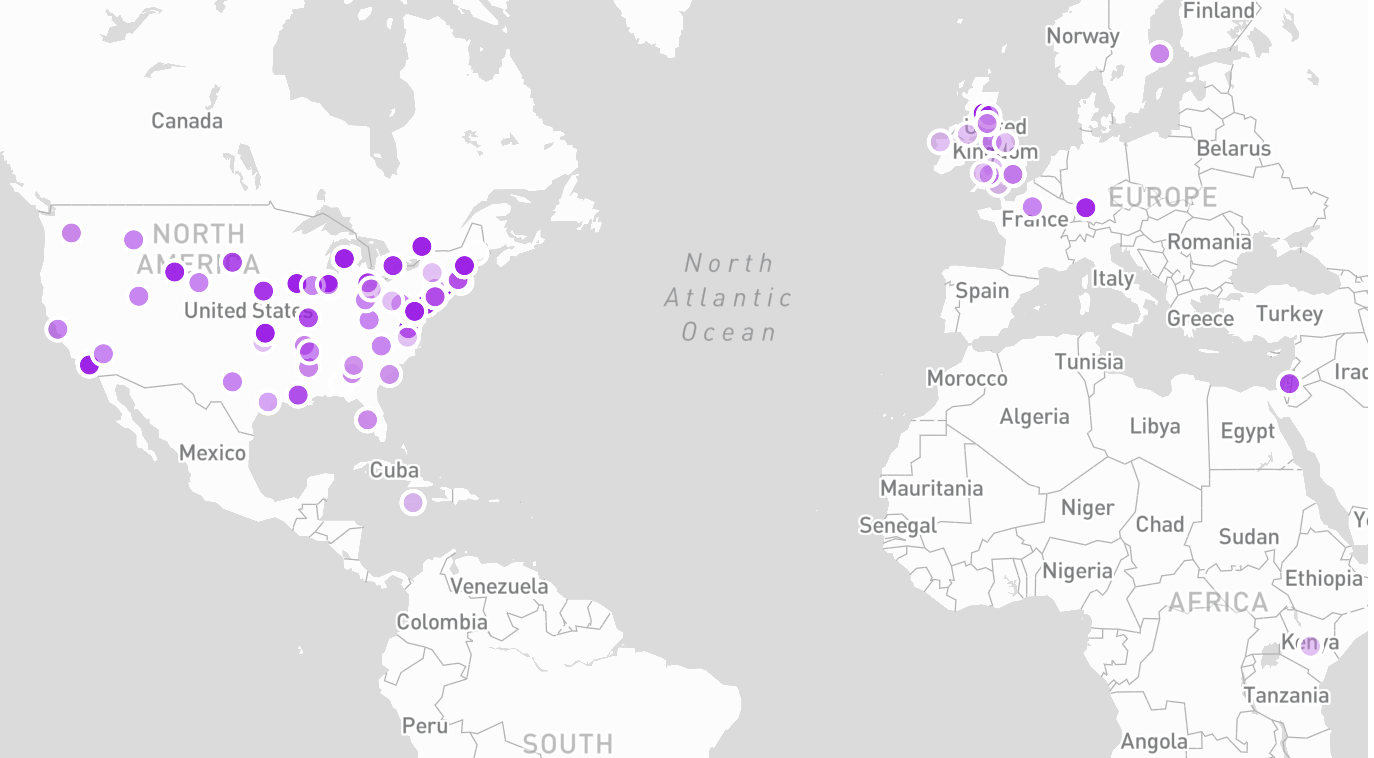 Finland
Norway
Canada
United
Kingdom
Belarus
EUROPE
France
NORTH
AMERICA
Romania
North
Atlantic
Ocean
Italy
Spain
United States
Greece
Turkey
Tunisia
Morocco
Iraq
Algeria
Libya
Egypt
Mexico
Cuba
Mauritania
Niger
Chad
Senegal
Sudan
Nigeria
Ethiopia
Venezuela
AFRICA
Colombia
Kenya
Tanzania
Peru
Angola
SOUTH